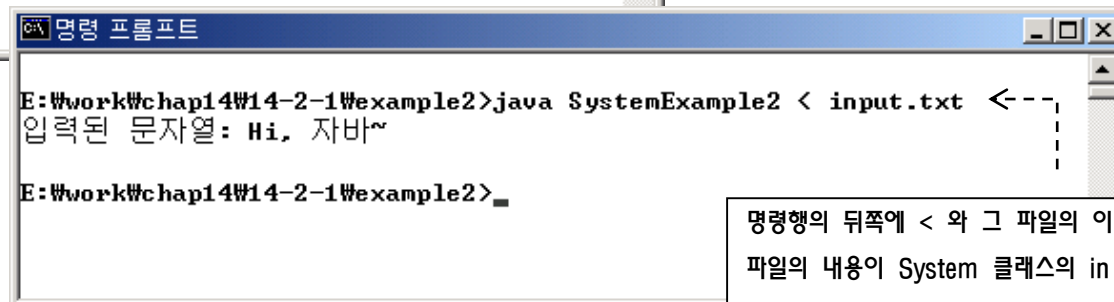 명령 프롬프트
E:₩work₩chap14₩14-2-1₩example2>java SystemExample2 < input.txt
입력된 문자열: Hi, 자바~
E:₩work₩chap14₩14-2-1₩example2>_
명령행의 뒤쪽에 < 와 그 파일의 이
파일의 내용이 System 클래스의 in